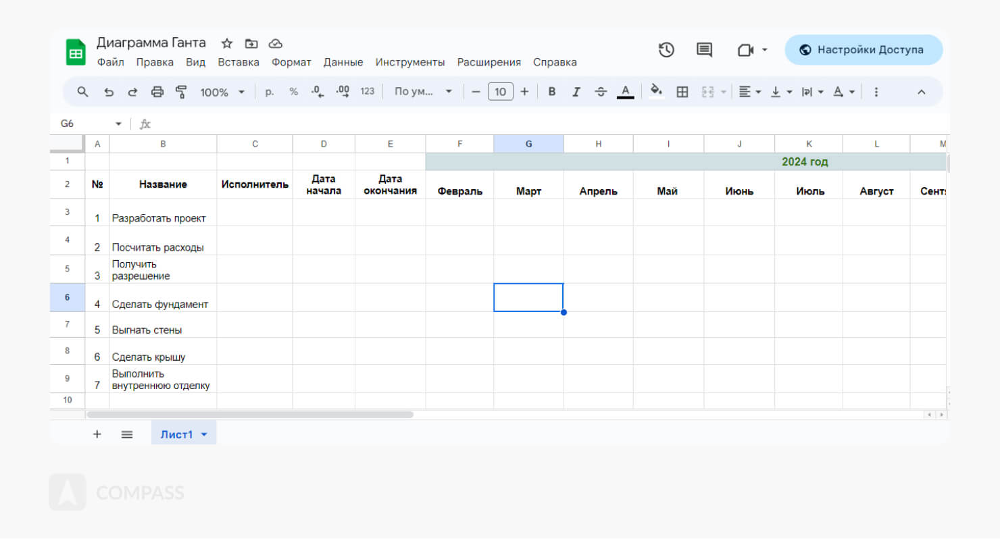 Диаграмма Ганта
Файл Правка Вид Вставка Формат Данные Инструменты Расширения Справка
Настройки Доступа
100% р. % .0 .00 123 По ум... − 10 + B I A
G6 fx
A B C D E F G H I J K L M
1 2024 год
2 № Название Исполнитель Дата начала Дата окончания Февраль Март Апрель Май Июнь Июль Август
3 1 Разработать проект
4 2 Посчитать расходы
5 3 Получить разрешение
6 4 Сделать фундамент
7 5 Выгнать стены
8 6 Сделать крышу
9 7 Выполнить внутреннюю отделку
10
+ Лист1
COMPASS